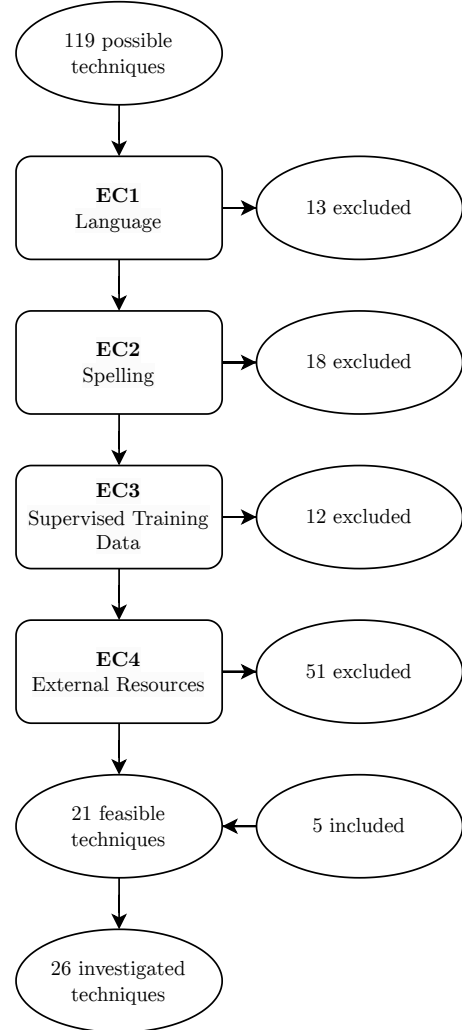 119 possible
techniques
EC1
Language
13 excluded
EC2
Spelling
18 excluded
EC3
Supervised Training
Data
12 excluded
EC4
External Resources
51 excluded
21 feasible
techniques
5 included
26 investigated
techniques